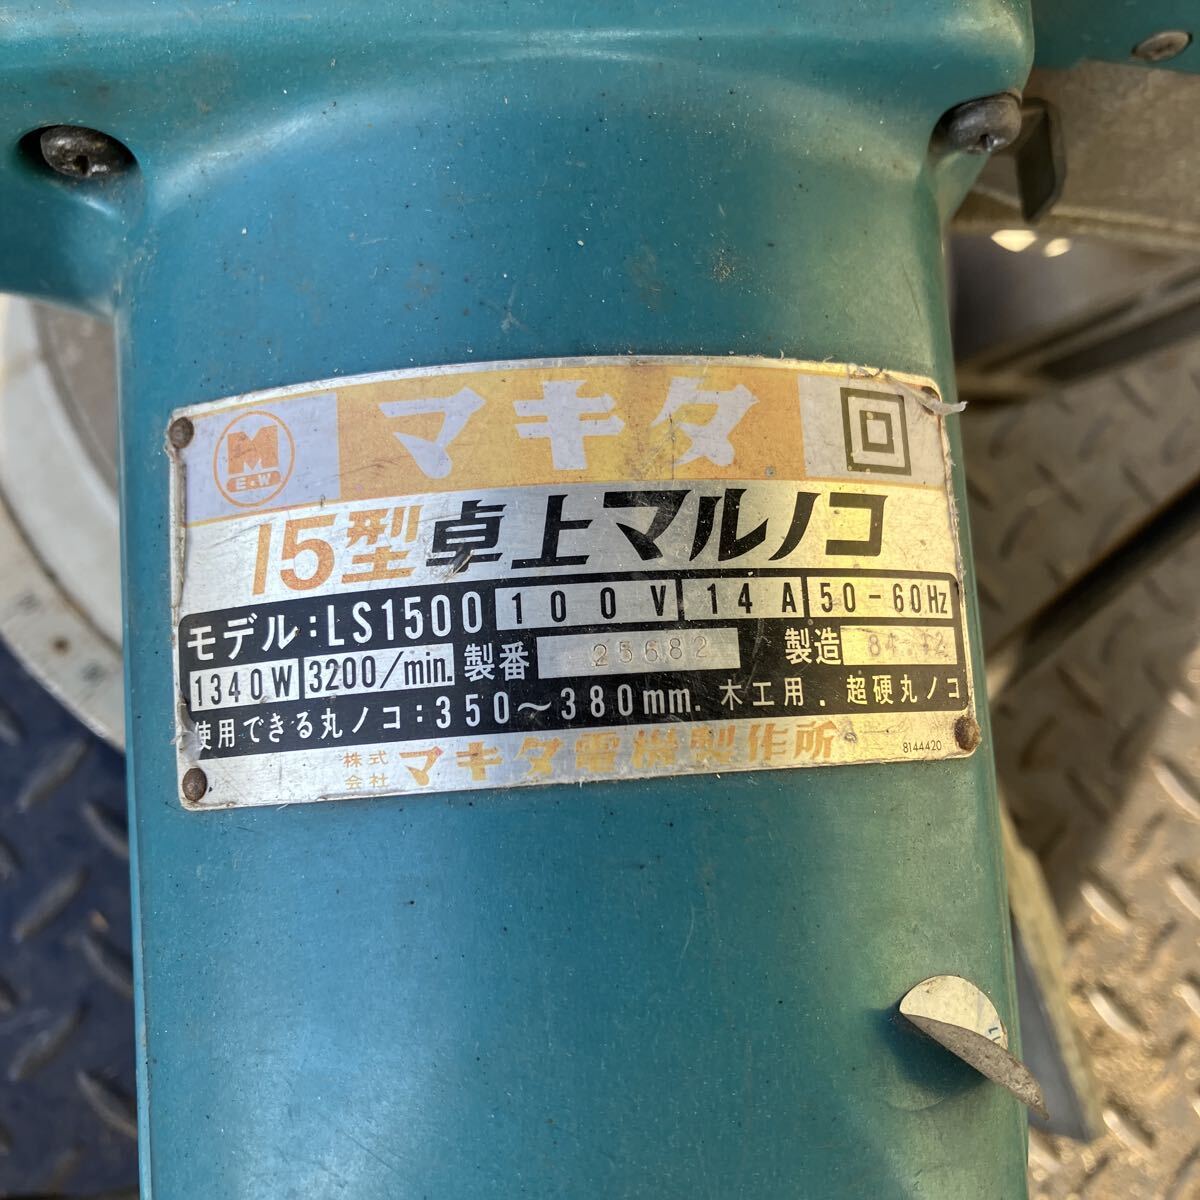 M
E★W
マキタ
15型 卓上マルノコ
モデル:LS1500 100V 14A 50-60Hz
1340W 3200/min. 製番 25682 製造 84.12
使用できる丸ノコ:350〜380mm. 木工用. 超硬丸ノコ
株式会社 マキタ電機製作所 8144420